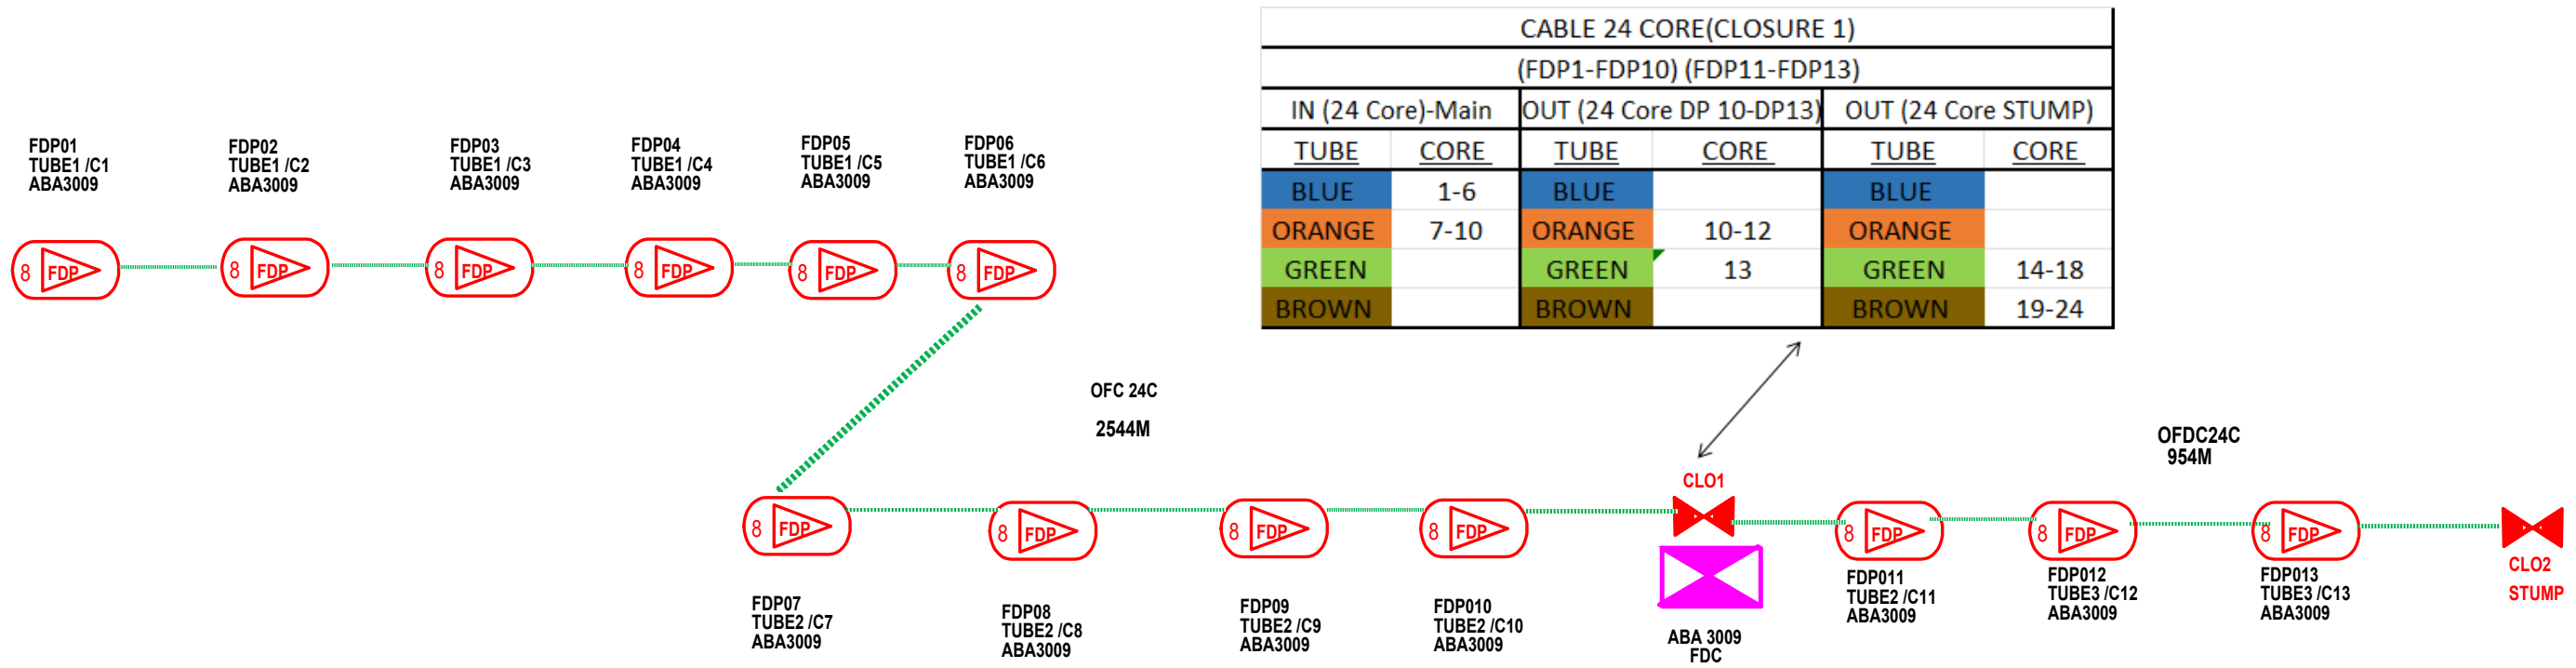 CABLE 24 CORE(CLOSURE 1)
(FDP1-FDP10) (FDP11-FDP13)
IN (24 Core)-Main OUT (24 Core DP 10-DP13) OUT (24 Core STUMP)
TUBE CORE TUBE CORE TUBE CORE
BLUE 1-6 BLUE BLUE
ORANGE 7-10 ORANGE 10-12 ORANGE
GREEN GREEN 13 GREEN 14-18
BROWN BROWN BROWN 19-24
FDP01
TUBE1 /C1
ABA3009
FDP02
TUBE1 /C2
ABA3009
FDP03
TUBE1 /C3
ABA3009
FDP04
TUBE1 /C4
ABA3009
FDP05
TUBE1 /C5
ABA3009
FDP06
TUBE1 /C6
ABA3009
8 FDP
8 FDP
8 FDP
8 FDP
8 FDP
8 FDP
OFC 24C
2544M
OFDC24C
954M
CLO1
8 FDP
8 FDP
8 FDP
8 FDP
8 FDP
8 FDP
8 FDP
FDP07
TUBE2 /C7
ABA3009
FDP08
TUBE2 /C8
ABA3009
FDP09
TUBE2 /C9
ABA3009
FDP010
TUBE2 /C10
ABA3009
ABA 3009
FDC
FDP011
TUBE2 /C11
ABA3009
FDP012
TUBE3 /C12
ABA3009
FDP013
TUBE3 /C13
ABA3009
CLO2
STUMP